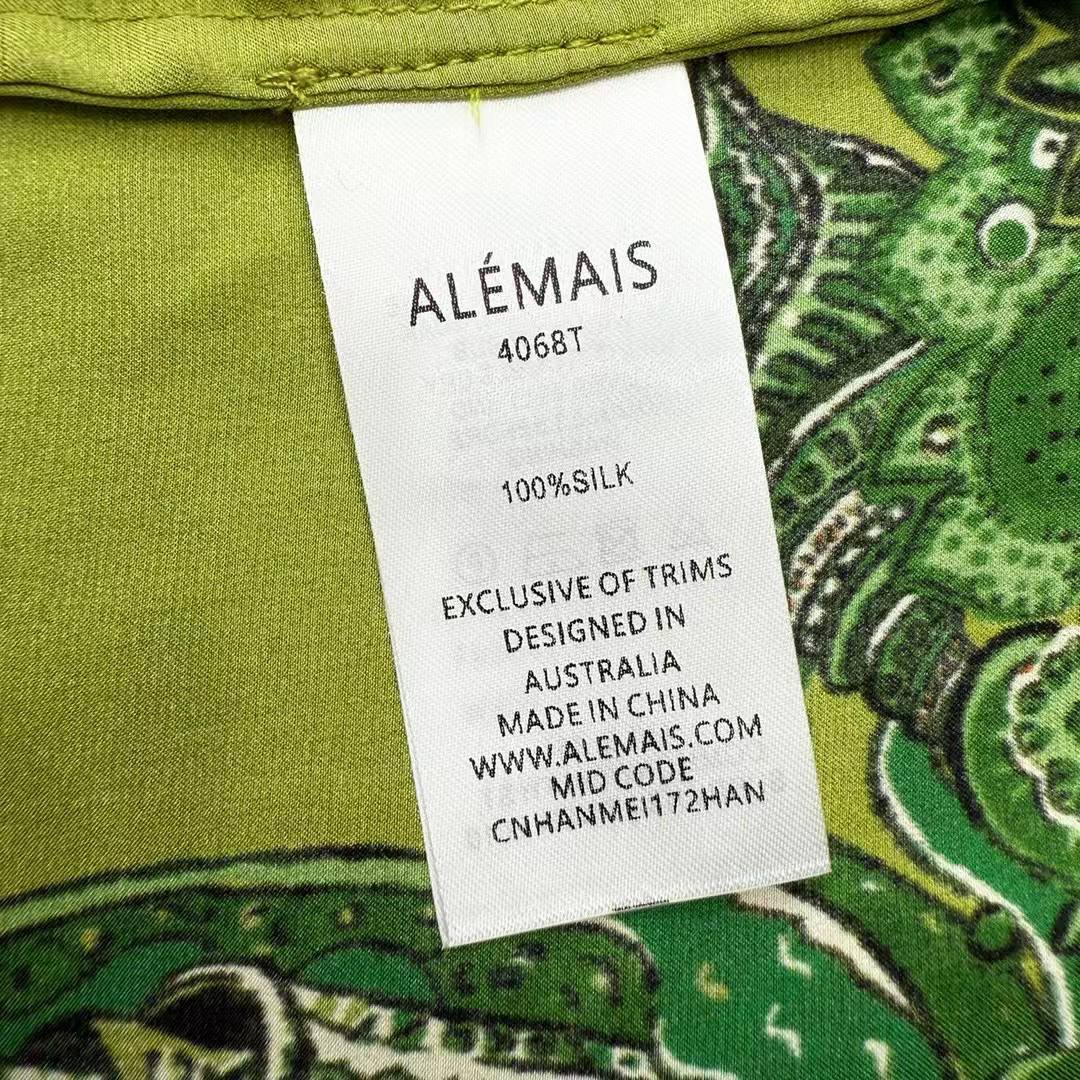 ALÉMAIS
4068T
100%SILK
EXCLUSIVE OF TRIMS
DESIGNED IN
AUSTRALIA
MADE IN CHINA
WWW.ALEMAIS.COM
MID CODE
CNHANMEI172HAN